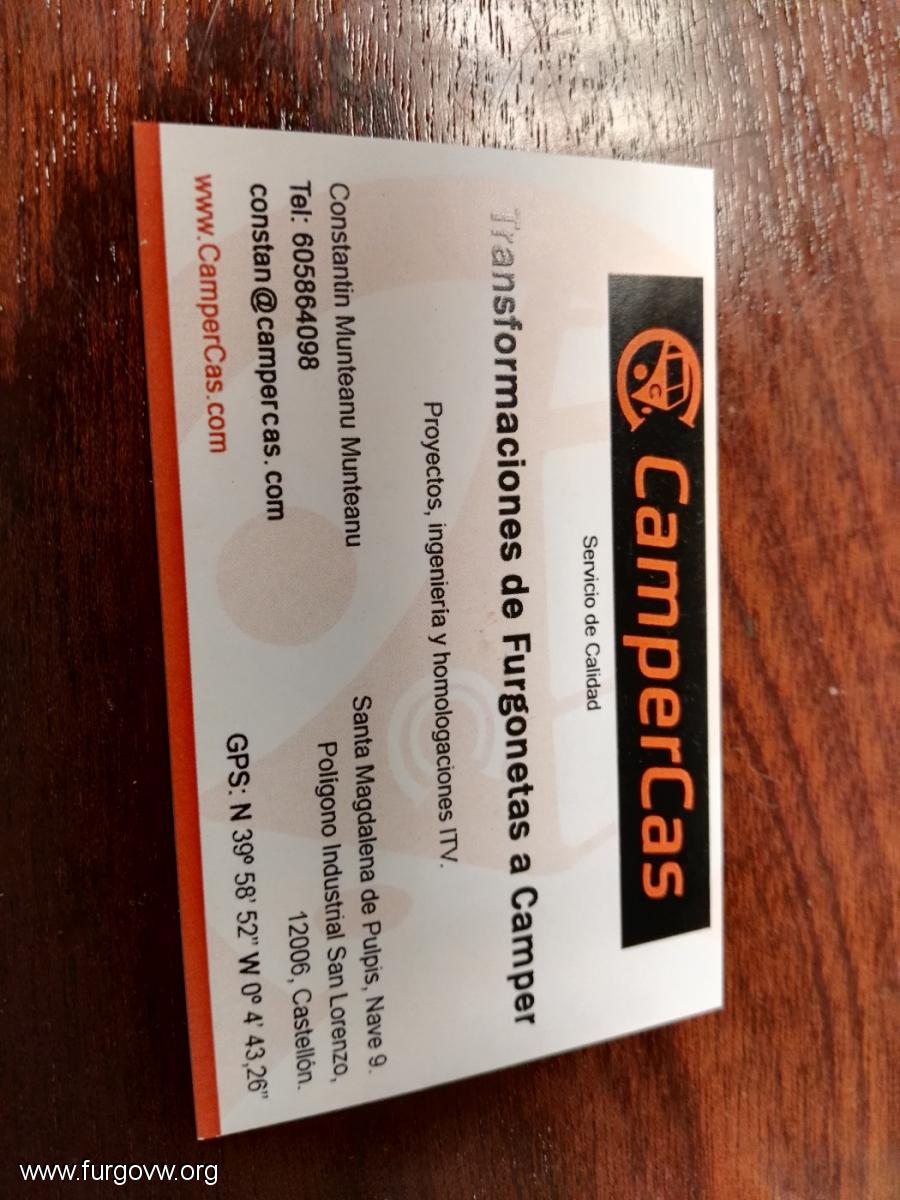 CamperCas
Servicio de Calidad
Transformaciones de Furgonetas a Camper
Proyectos, ingeniería y homologaciones ITV.
Constantin Munteanu Munteanu
Tel: 605864098
constan@campercas.com
www.CamperCas.com
Santa Magdalena de Pulpis, Nave 9.
Polígono Industrial San Lorenzo,
12006, Castellón.
GPS: N 39º 58' 52" W 0º 4' 43,26"
www.furgovw.org